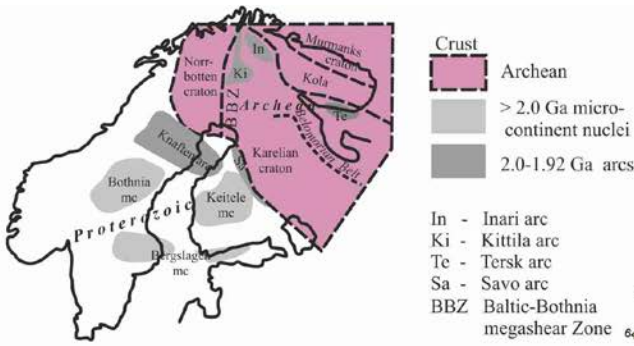 Murmanks
craton
In
Norr-
botten
craton
Ki
Kola
BBZ
Archean
Te
Belomorian Belt
Knaften arc
Karelian
craton
Sa
Bothnia
mc
Keitele
mc
Proterozoic
Bergslagen
mc
Crust
Archean
> 2.0 Ga micro-
continent nuclei
2.0-1.92 Ga arcs
In - Inari arc
Ki - Kittila arc
Te - Tersk arc
Sa - Savo arc
BBZ Baltic-Bothnia
megashear Zone